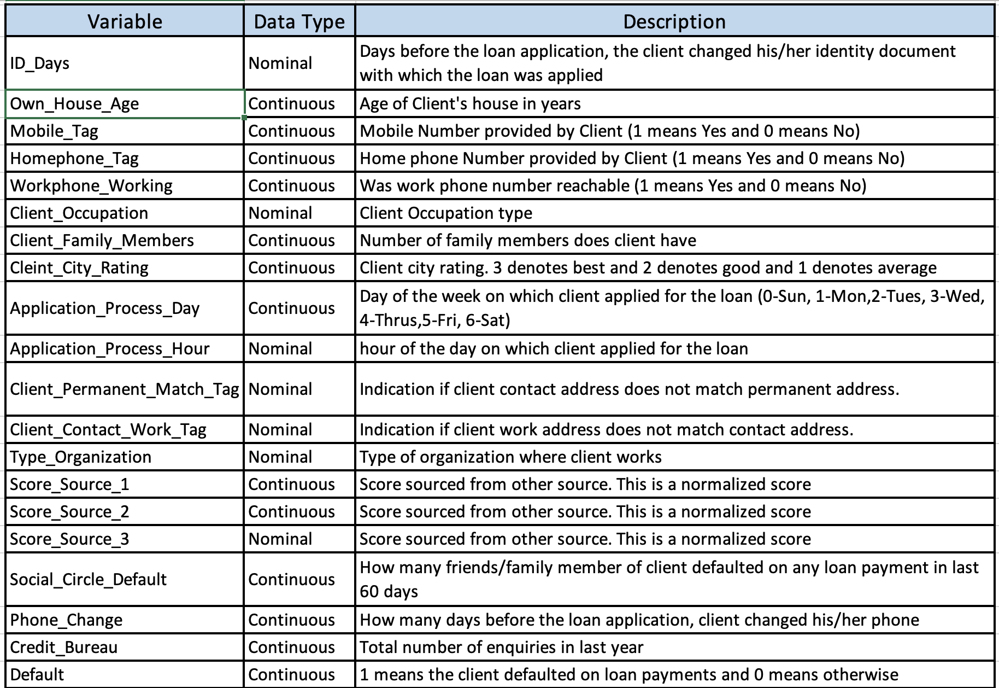 Variable Data Type Description
ID_Days Nominal Days before the loan application, the client changed his/her identity document
with which the loan was applied
Own_House_Age Continuous Age of Client's house in years
Mobile_Tag Continuous Mobile Number provided by Client (1 means Yes and 0 means No)
Homephone_Tag Continuous Home phone Number provided by Client (1 means Yes and 0 means No)
Workphone_Working Continuous Was work phone number reachable (1 means Yes and 0 means No)
Client_Occupation Nominal Client Occupation type
Client_Family_Members Continuous Number of family members does client have
Cleint_City_Rating Continuous Client city rating. 3 denotes best and 2 denotes good and 1 denotes average
Application_Process_Day Continuous Day of the week on which client applied for the loan (0-Sun, 1-Mon,2-Tues, 3-Wed,
4-Thrus,5-Fri, 6-Sat)
Application_Process_Hour Nominal hour of the day on which client applied for the loan
Client_Permanent_Match_Tag Nominal Indication if client contact address does not match permanent address.
Client_Contact_Work_Tag Nominal Indication if client work address does not match contact address.
Type_Organization Nominal Type of organization where client works
Score_Source_1 Continuous Score sourced from other source. This is a normalized score
Score_Source_2 Continuous Score sourced from other source. This is a normalized score
Score_Source_3 Nominal Score sourced from other source. This is a normalized score
Social_Circle_Default Continuous How many friends/family member of client defaulted on any loan payment in last
60 days
Phone_Change Continuous How many days before the loan application, client changed his/her phone
Credit_Bureau Continuous Total number of enquiries in last year
Default Continuous 1 means the client defaulted on loan payments and 0 means otherwise